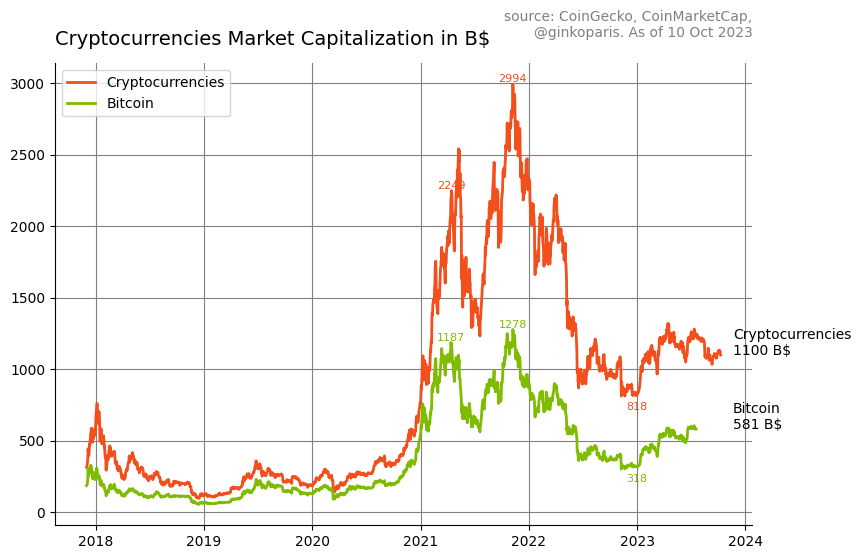 source: CoinGecko, CoinMarketCap,
@ginkoparis. As of 10 Oct 2023
Cryptocurrencies Market Capitalization in B$
Cryptocurrencies
Bitcoin
3000
2500
2000
1500
1000
500
0
2994
2249
1278
1187
818
318
Cryptocurrencies
1100 B$
Bitcoin
581 B$
2018 2019 2020 2021 2022 2023 2024